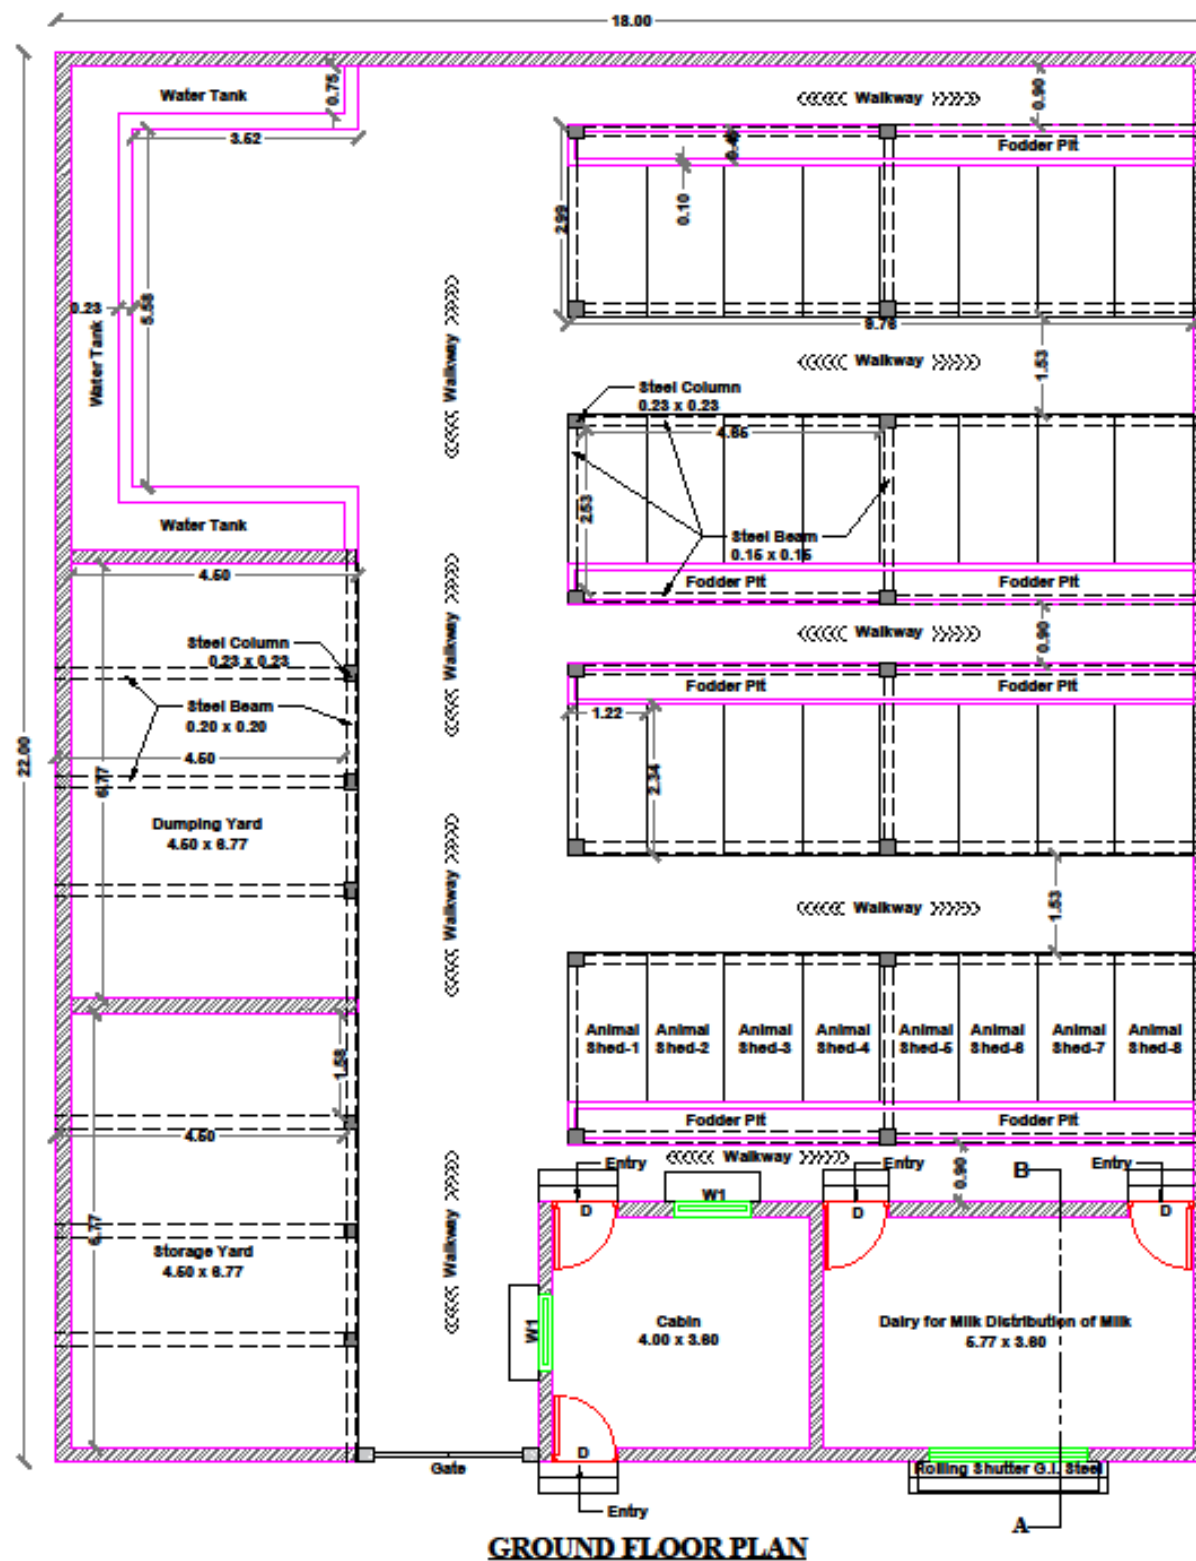 18.00
Water Tank
0.75
3.52
Walkway
0.90
Fodder Pit
0.10
2.99
0.23
5.58
Water Tank
Walkway
9.76
Walkway
1.53
Steel Column
0.23 x 0.23
4.65
2.53
Steel Beam
0.15 x 0.15
Water Tank
4.50
Fodder Pit
Fodder Pit
Walkway
Walkway
0.90
Steel Column
0.23 x 0.23
Steel Beam
0.20 x 0.20
Fodder Pit
Fodder Pit
1.22
2.34
22.00
4.50
6.77
Dumping Yard
4.50 x 6.77
Walkway
Walkway
1.53
Animal
Shed-1
Animal
Shed-2
Animal
Shed-3
Animal
Shed-4
Animal
Shed-5
Animal
Shed-6
Animal
Shed-7
Animal
Shed-8
1.58
4.50
Fodder Pit
Fodder Pit
Walkway
0.90
Entry
Entry
B
Entry
W1
D
D
D
6.77
Storage Yard
4.50 x 6.77
Walkway
W1
Cabin
4.00 x 3.60
Dairy for Milk Distribution of Milk
5.77 x 3.60
D
Gate
Rolling Shutter G.I. Steel
Entry
A
GROUND FLOOR PLAN